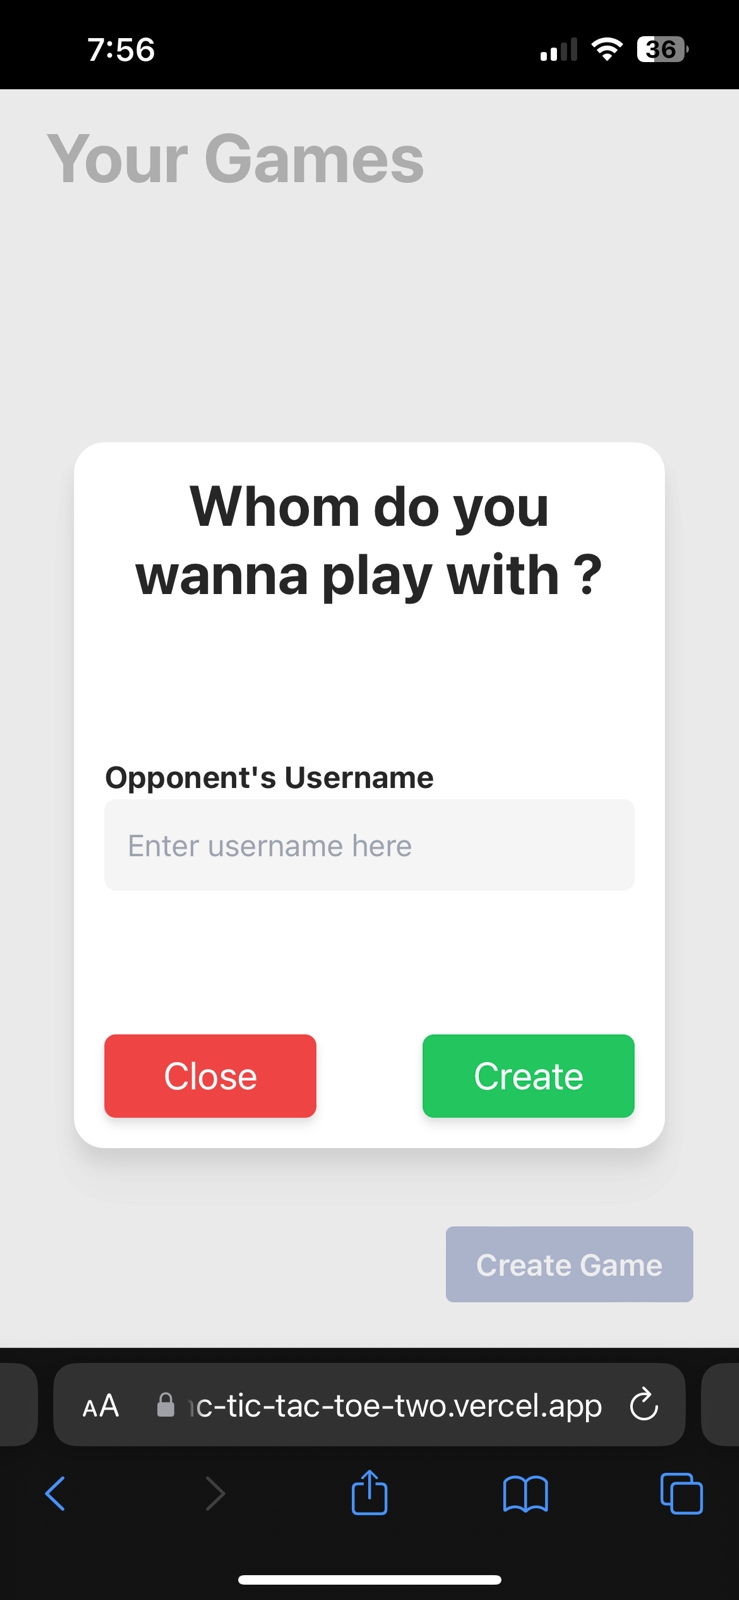 7:56
36
Your Games
Whom do you
wanna play with ?
Opponent's Username
Enter username here
Close
Create
Create Game
AA
c-tic-tac-toe-two.vercel.app